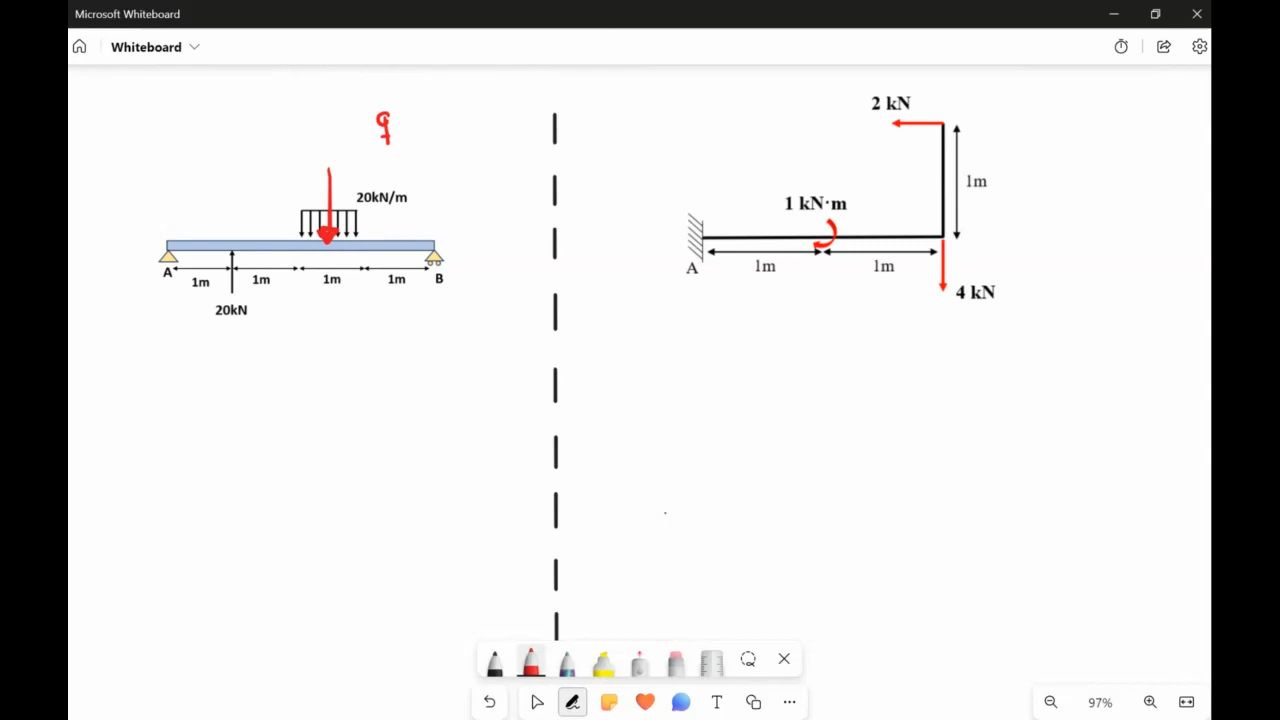 Microsoft Whiteboard
Whiteboard
q
20kN/m
A
1m
1m
1m
1m
B
20kN
2 kN
1m
1 kN·m
A
1m
1m
4 kN
97%